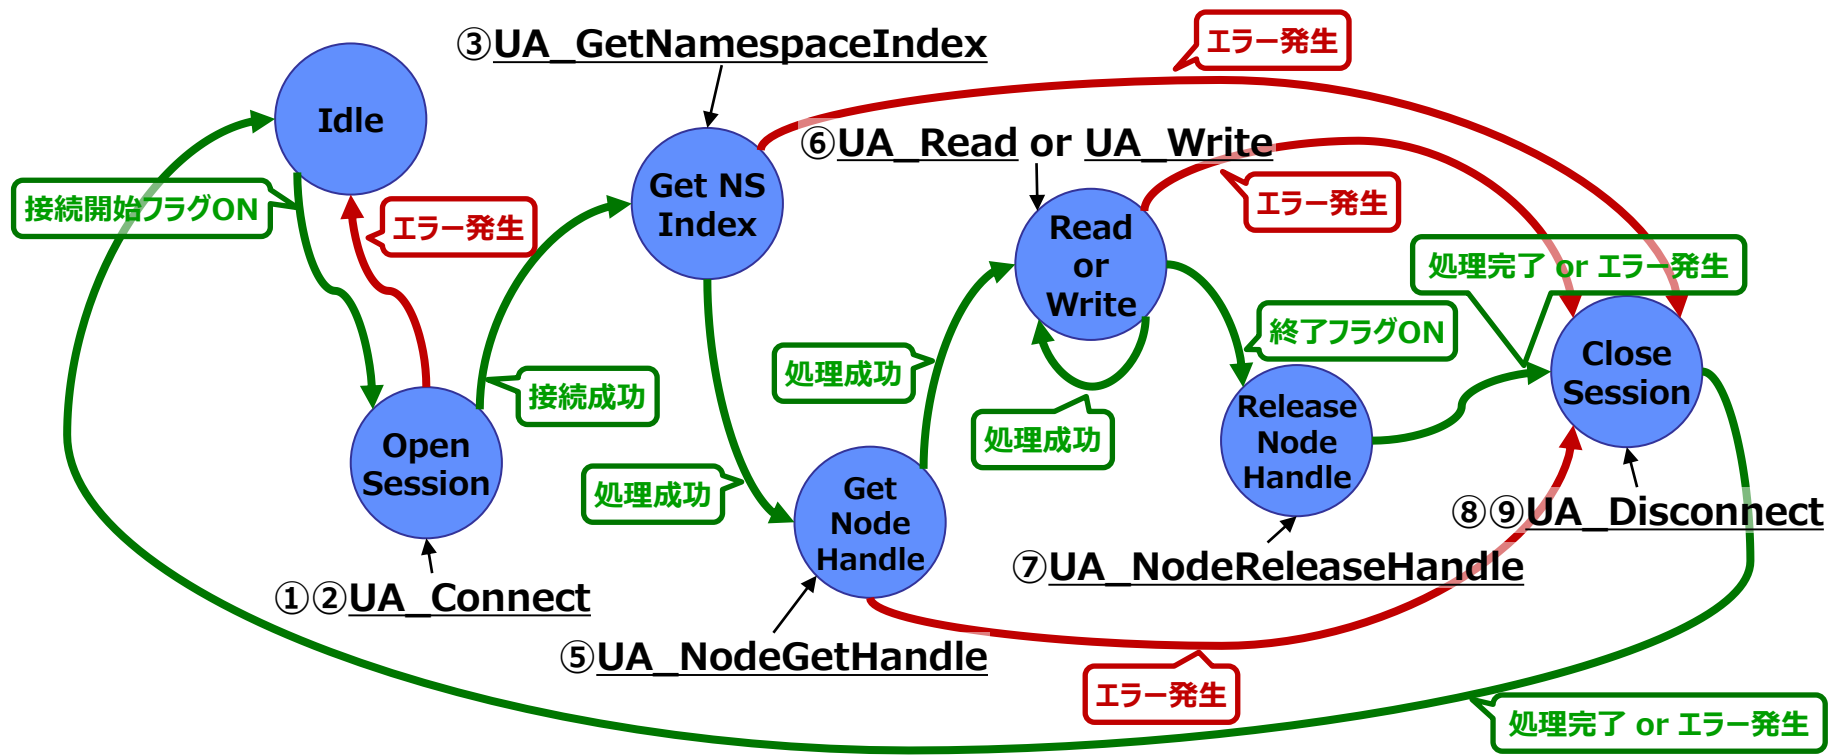 ③UA_GetNamespaceIndex
エラー発生
Idle
⑥UA_Read or UA_Write
接続開始フラグON
エラー発生
Get NS
Index
エラー発生
Read
or
Write
処理完了 or エラー発生
処理成功
終了フラグON
接続成功
処理成功
Close
Session
Open
Session
Release
Node
Handle
処理成功
Get
Node
Handle
⑧⑨UA_Disconnect
①②UA_Connect
⑦UA_NodeReleaseHandle
⑤UA_NodeGetHandle
エラー発生
処理完了 or エラー発生